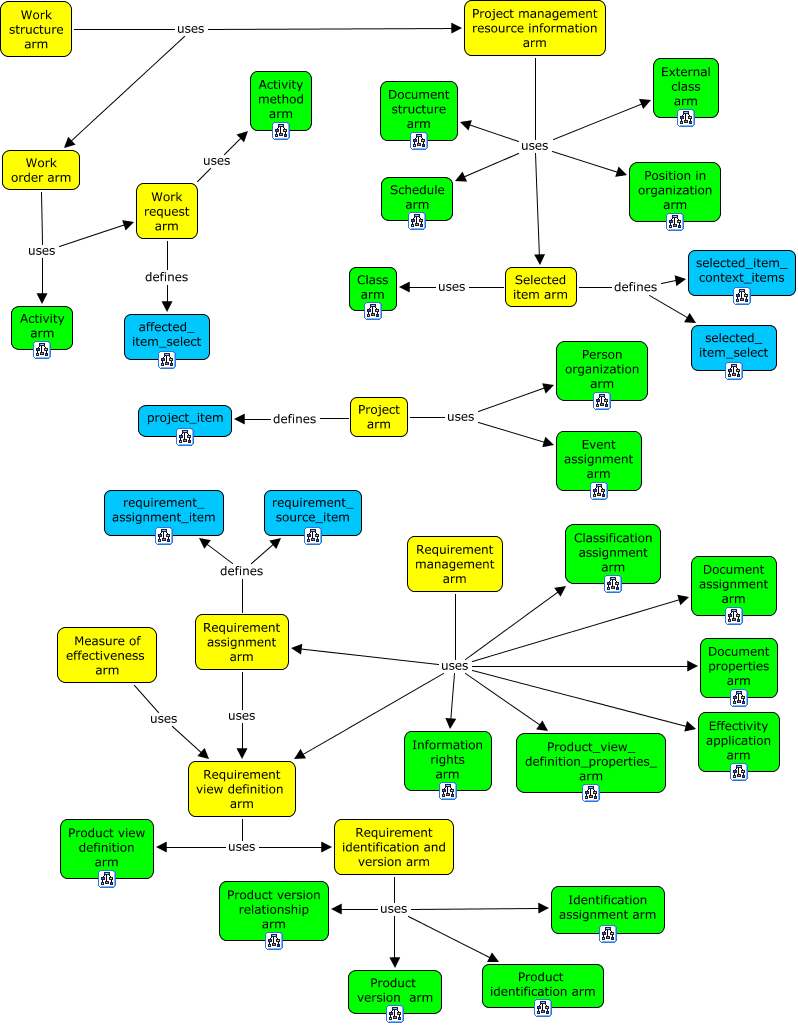 Work
structure
arm
uses
Project management
resource information
arm
Activity
method
arm
Document
structure
arm
External
class
arm
uses
uses
Work
order arm
Work
request
arm
Schedule
arm
Position in
organization
arm
uses
defines
Class
arm
uses
Selected
item arm
defines
selected_item_
context_items
Activity
arm
affected_
item_select
selected_
item_select
Person
organization
arm
project_item
defines
Project
arm
uses
Event
assignment
arm
requirement_
assignment_item
requirement_
source_item
defines
Requirement
management
arm
Classification
assignment
arm
Document
assignment
arm
Measure of
effectiveness
arm
Requirement
assignment
arm
uses
Document
properties
arm
uses
uses
Information
rights
arm
Product_view_
definition_properties_
arm
Effectivity
application
arm
Requirement
view definition
arm
Product view
definition
arm
uses
Requirement
identification and
version arm
Product version
relationship
arm
uses
Identification
assignment arm
Product
version arm
Product
identification arm